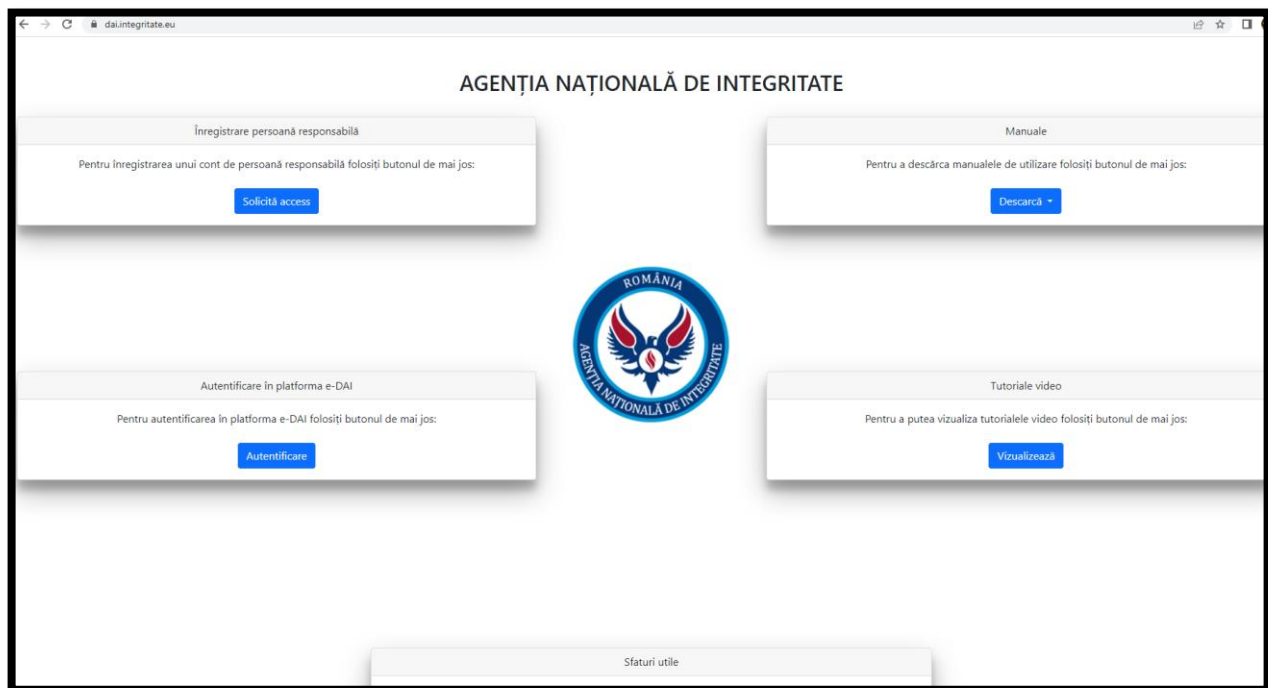 dai.integritate.eu
AGENȚIA NAȚIONALĂ DE INTEGRITATE
Înregistrare persoană responsabilă
Pentru înregistrarea unui cont de persoană responsabilă folosiți butonul de mai jos:
Solicită access
Manuale
Pentru a descărca manualele de utilizare folosiți butonul de mai jos:
Descarcă
ROMÂNIA
AGENȚIA NAȚIONALĂ DE INTEGRITATE
Autentificare în platforma e-DAI
Pentru autentificarea în platforma e-DAI folosiți butonul de mai jos:
Autentificare
Tutoriale video
Pentru a putea vizualiza tutorialele video folosiți butonul de mai jos:
Vizualizează
Sfaturi utile